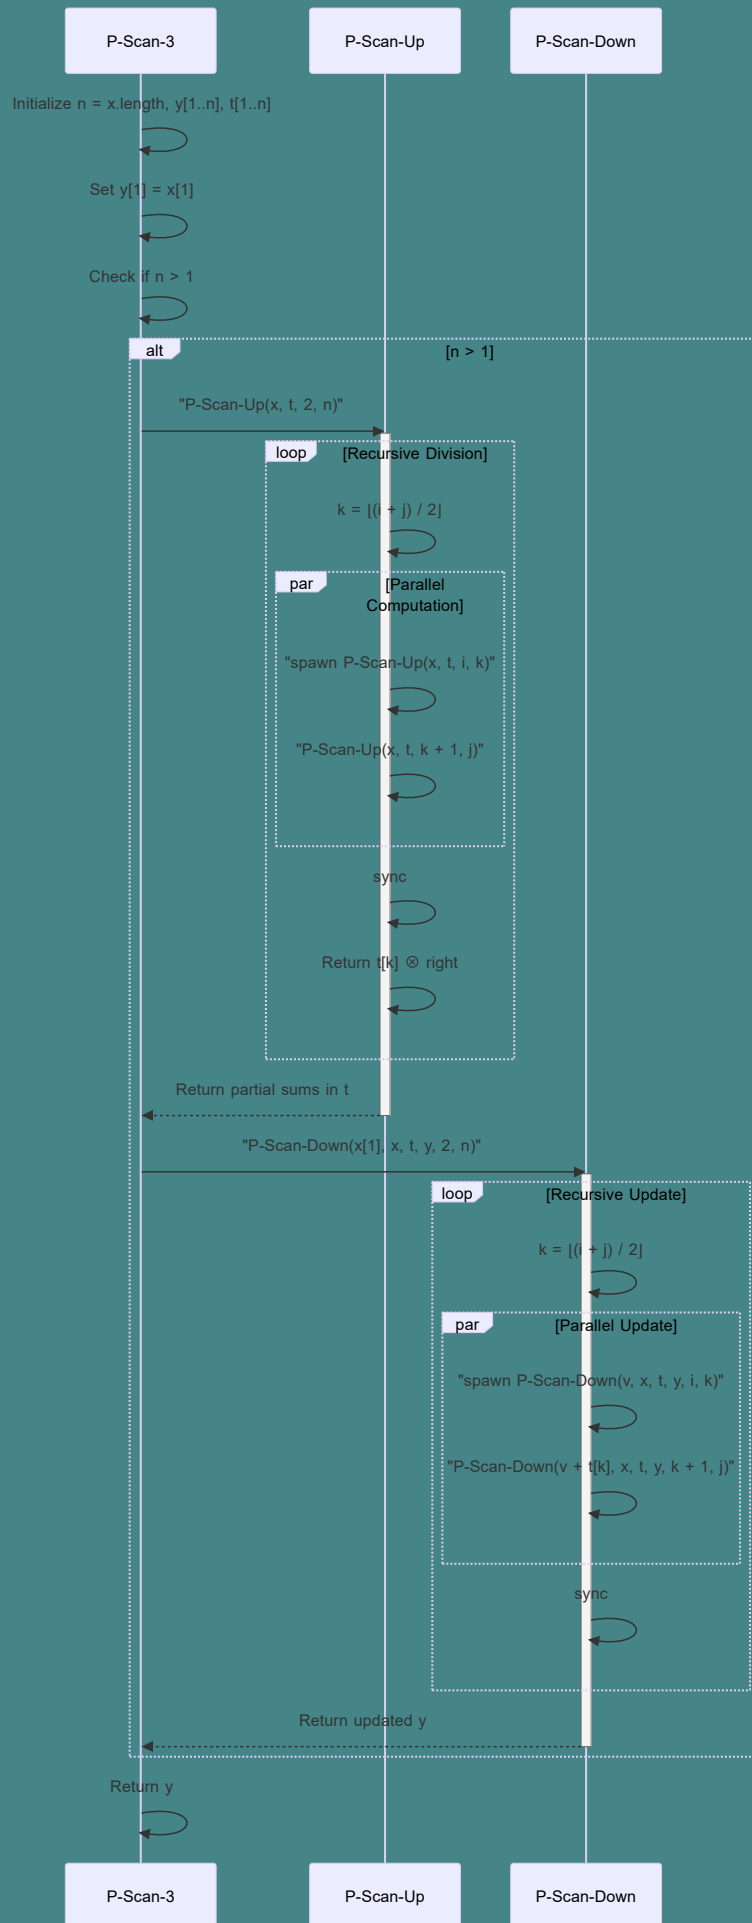 P-Scan-3
P-Scan-Up
P-Scan-Down
Initialize n = x.length, y[1..n], t[1..n]
Set y[1] = x[1]
Check if n > 1
alt
[n > 1]
"P-Scan-Up(x, t, 2, n)"
loop
[Recursive Division]
k = ⌊(i + j) / 2⌋
par
[Parallel
Computation]
"spawn P-Scan-Up(x, t, i, k)"
"P-Scan-Up(x, t, k + 1, j)"
sync
Return t[k] ⊗ right
Return partial sums in t
"P-Scan-Down(x[1], x, t, y, 2, n)"
loop
[Recursive Update]
k = ⌊(i + j) / 2⌋
par
[Parallel Update]
"spawn P-Scan-Down(v, x, t, y, i, k)"
"P-Scan-Down(v + t[k], x, t, y, k + 1, j)"
sync
Return updated y
Return y
P-Scan-3
P-Scan-Up
P-Scan-Down